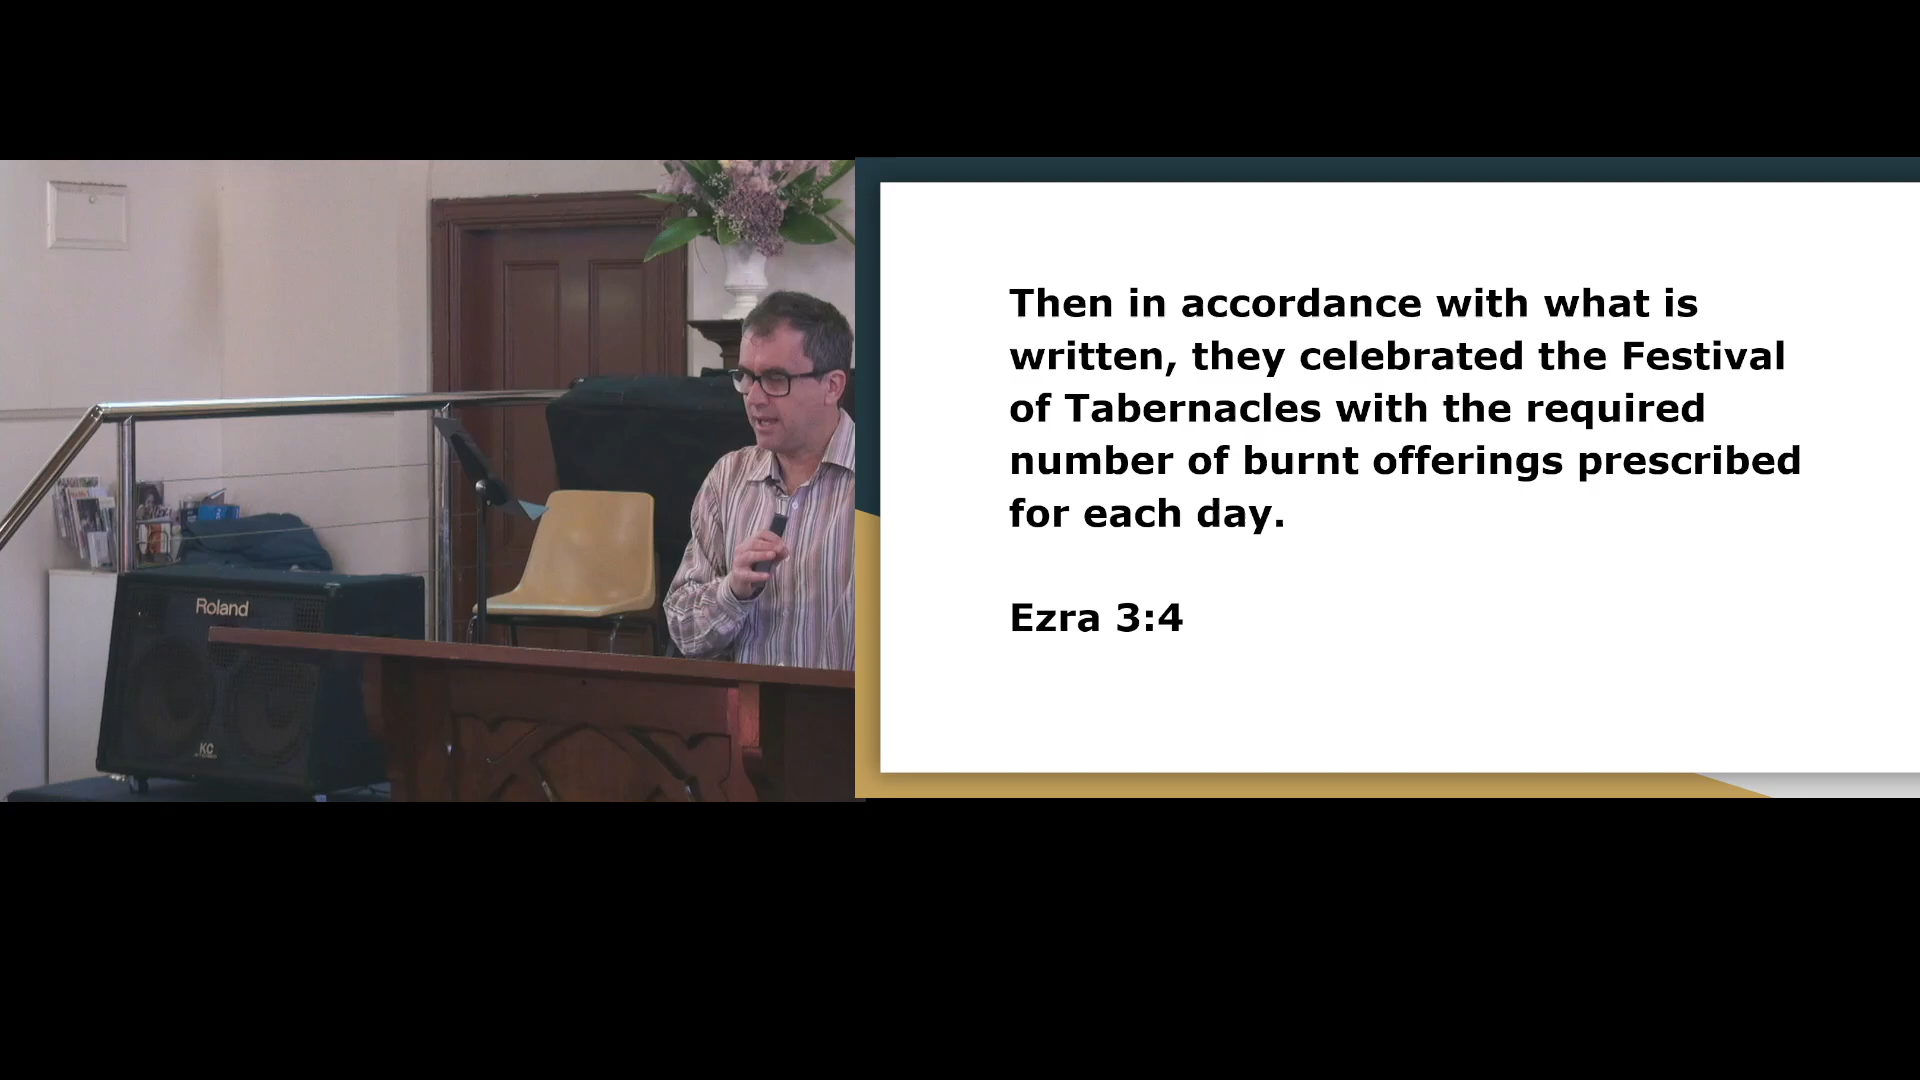 Then in accordance with what is
written, they celebrated the Festival
of Tabernacles with the required
number of burnt offerings prescribed
for each day.
Ezra 3:4
Roland
KC